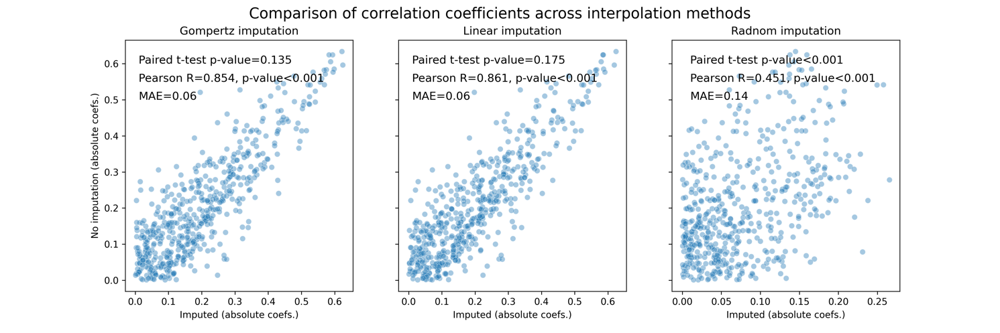 Comparison of correlation coefficients across interpolation methods
Gompertz imputation
Paired t-test p-value=0.135
Pearson R=0.854, p-value<0.001
MAE=0.06
No imputation (absolute coefs.)
0.6
0.5
0.4
0.3
0.2
0.1
0.0
0.0 0.1 0.2 0.3 0.4 0.5 0.6
Imputed (absolute coefs.)
Linear imputation
Paired t-test p-value=0.175
Pearson R=0.861, p-value<0.001
MAE=0.06
0.0 0.1 0.2 0.3 0.4 0.5 0.6
Imputed (absolute coefs.)
Radnom imputation
Paired t-test p-value<0.001
Pearson R=0.451, p-value<0.001
MAE=0.14
0.00 0.05 0.10 0.15 0.20 0.25
Imputed (absolute coefs.)